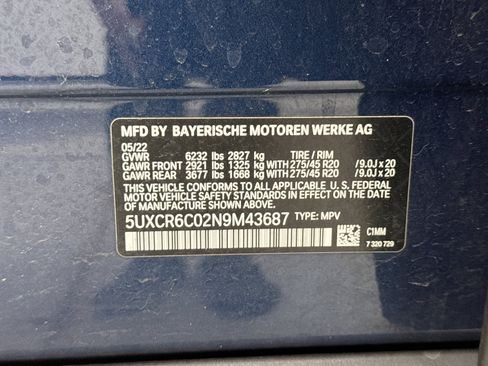 MFD BY BAYERISCHE MOTOREN WERKE AG
05/22
GVWR 6232 lbs 2827 kg TIRE / RIM
GAWR FRONT 2921 lbs 1325 kg 275/45 R20 /9.0J x 20
GAWR REAR 3677 lbs 1668 kg 275/45 R20 /9.0J x 20
THIS VEHICLE CONFORMS TO ALL APPLICABLE U.S. FEDERAL
MOTOR VEHICLE SAFETY STANDARDS IN EFFECT ON THE DATE
OF MANUFACTURE SHOWN ABOVE.
5UXCR6C02N9M43687 TYPE: MPV
C1MM
7 320 729